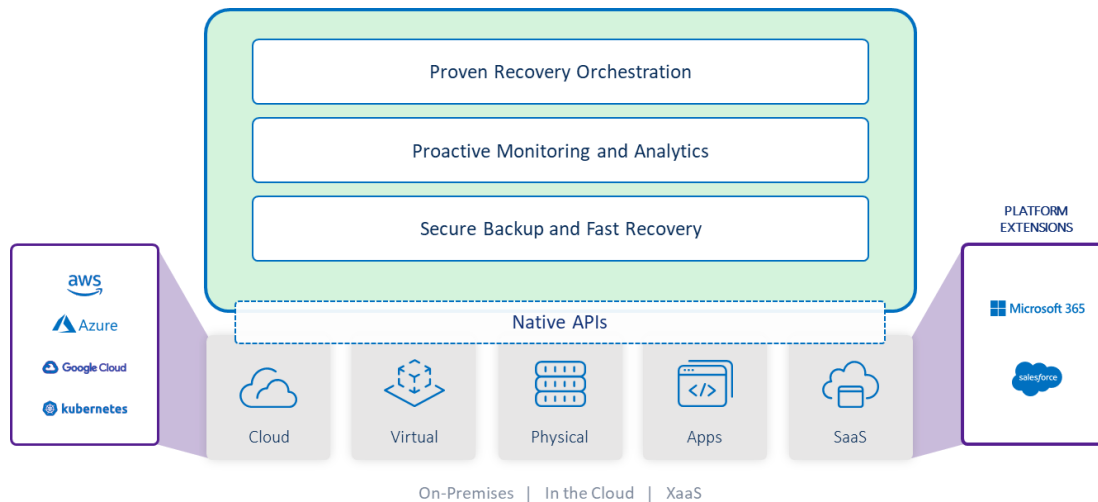 Proven Recovery Orchestration
Proactive Monitoring and Analytics
Secure Backup and Fast Recovery
PLATFORM
EXTENSIONS
aws
Azure
Google Cloud
kubernetes
Microsoft 365
salesforce
Native APIs
</>
Cloud
Virtual
Physical
Apps
SaaS
On-Premises | In the Cloud | XaaS